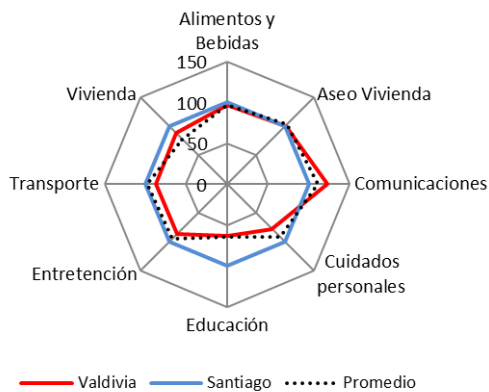 Alimentos y
Bebidas
150
100
50
0
Aseo Vivienda
Comunicaciones
Cuidados
personales
Educación
Entretención
Transporte
Vivienda
Valdivia
Santiago
Promedio